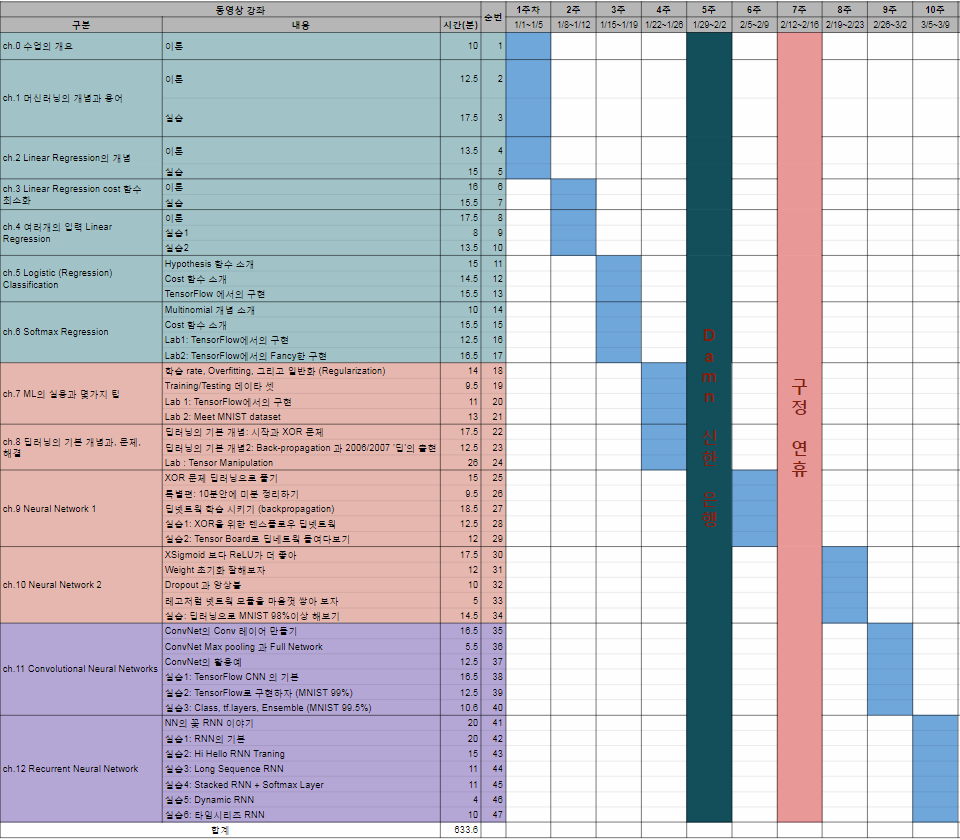 동영상 강좌 순번 1주차 2주 3주 4주 5주 6주 7주 8주 9주 10주
구분 내용 시간(분) 1/1~1/5 1/8~1/12 1/15~1/19 1/22~1/26 1/29~2/2 2/5~2/9 2/12~2/16 2/19~2/23 2/26~3/2 3/5~3/9
ch.0 수업의 개요 이론 10 1
ch.1 머신러닝의 개념과 용어 이론 12.5 2
실습 17.5 3
ch.2 Linear Regression의 개념 이론 13.5 4
실습 15 5
ch.3 Linear Regression cost 함수
최소화
이론 16 6
실습 15.5 7
ch.4 여러개의 입력 Linear
Regression
이론 17.5 8
실습1 8 9
실습2 13.5 10
ch.5 Logistic (Regression)
Classification
Hypothesis 함수 소개 15 11
Cost 함수 소개 14.5 12
TensorFlow 에서의 구현 15.5 13
ch.6 Softmax Regression
Multinomial 개념 소개 10 14
Cost 함수 소개 15.5 15
Lab1: TensorFlow에서의 구현 12.5 16
Lab2: TensorFlow에서의 Fancy한 구현 16.5 17
ch.7 ML의 실용과 몇가지 팁
학습 rate, Overfitting, 그리고 일반화 (Regularization) 14 18
Training/Testing 데이타 셋 9.5 19
Lab 1: TensorFlow에서의 구현 11 20
Lab 2: Meet MNIST dataset 13 21
ch.8 딥러닝의 기본 개념과, 문제,
해결
딥러닝의 기본 개념: 시작과 XOR 문제 17.5 22
딥러닝의 기본 개념2: Back-propagation 과 2006/2007 '딥'의 출현 12.5 23
Lab : Tensor Manipulation 26 24
ch.9 Neural Network 1
XOR 문제 딥러닝으로 풀기 15 25
특별편: 10분안에 미분 정리하기 9.5 26
딥넷트웍 학습 시키기 (backpropagation) 18.5 27
실습1: XOR을 위한 텐스플로우 딥넷트웍 12.5 28
실습2: Tensor Board로 딥네트웍 들여다보기 12 29
ch.10 Neural Network 2
XSigmoid 보다 ReLU가 더 좋아 17.5 30
Weight 초기화 잘해보자 12 31
Dropout 과 앙상블 10 32
레고처럼 넷트웍 모듈을 마음껏 쌓아 보자 5 33
실습: 딥러닝으로 MNIST 98%이상 해보기 14.5 34
ch.11 Convolutional Neural Networks
ConvNet의 Conv 레이어 만들기 16.5 35
ConvNet Max pooling 과 Full Network 5.5 36
ConvNet의 활용예 12.5 37
실습1: TensorFlow CNN 의 기본 16.5 38
실습2: TensorFlow로 구현하자 (MNIST 99%) 12.5 39
실습3: Class, tf.layers, Ensemble (MNIST 99.5%) 10.6 40
ch.12 Recurrent Neural Network
NN의 꽃 RNN 이야기 20 41
실습1: RNN의 기본 20 42
실습2: Hi Hello RNN Traning 15 43
실습3: Long Sequence RNN 11 44
실습4: Stacked RNN + Softmax Layer 11 45
실습5: Dynamic RNN 4 46
실습6: 타임시리즈 RNN 10 47
합계 633.6
Damn 신한 은행
구정 연휴